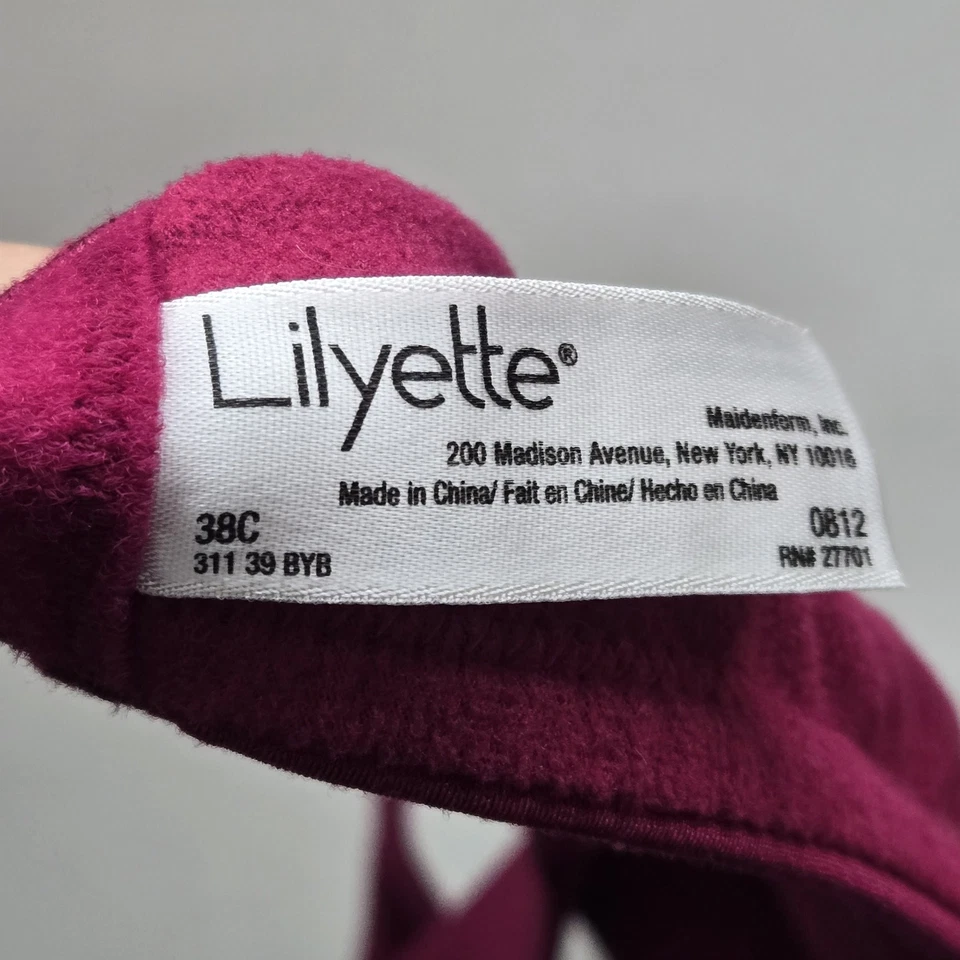 Lilyette®
Maidenform, Inc.
200 Madison Avenue, New York, NY 10016
Made in China/ Fait en Chine/ Hecho en China
38C
0812
311 39 BYB
RN# 27701